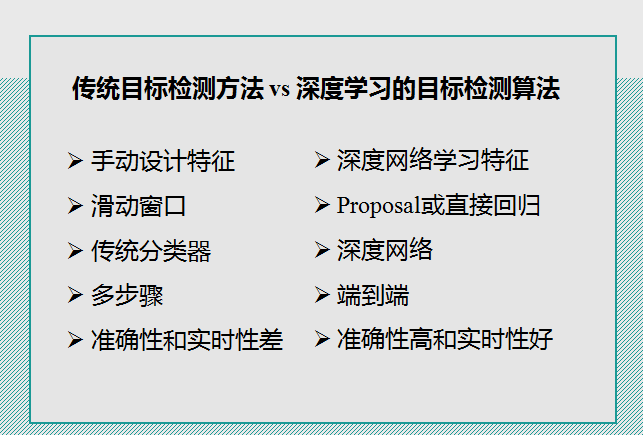 传统目标检测方法 vs 深度学习的目标检测算法
➢ 手动设计特征
➢ 滑动窗口
➢ 传统分类器
➢ 多步骤
➢ 准确性和实时性差
➢ 深度网络学习特征
➢ Proposal或直接回归
➢ 深度网络
➢ 端到端
➢ 准确性高和实时性好